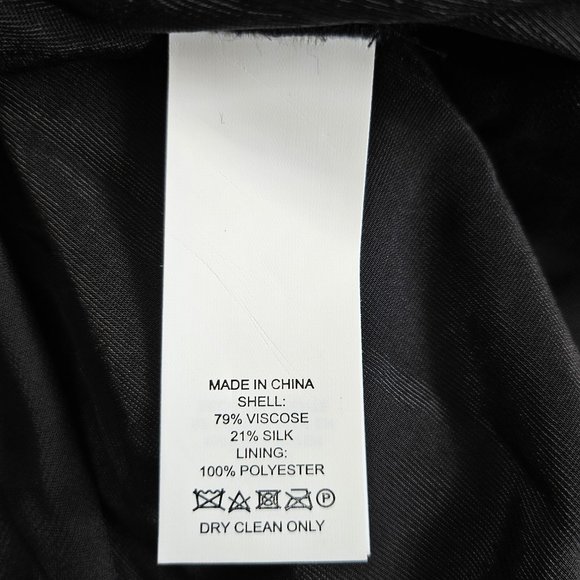 MADE IN CHINA
SHELL:
79% VISCOSE
21% SILK
LINING:
100% POLYESTER
P
DRY CLEAN ONLY